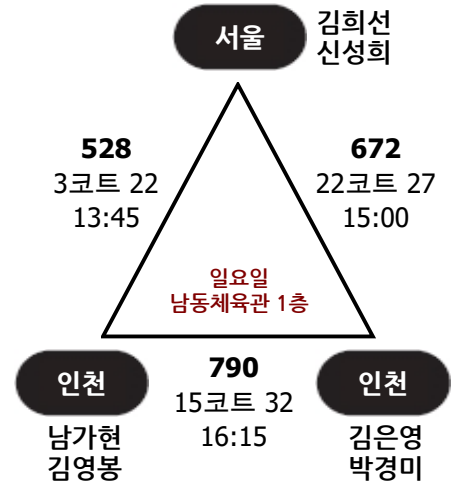 서울
김희선
신성희
528
3코트 22
13:45
672
22코트 27
15:00
일요일
남동체육관 1층
인천
남가현
김영봉
790
15코트 32
16:15
인천
김은영
박경미